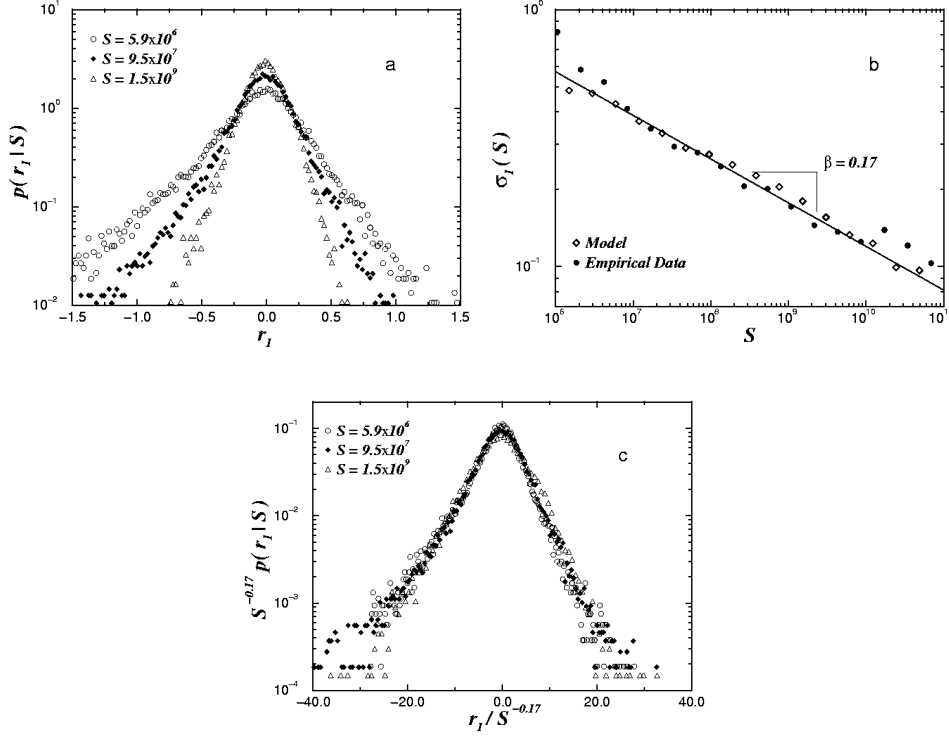 10¹
10⁰
10⁻¹
10⁻²
p(r₁|S)
S = 5.9x10⁶
S = 9.5x10⁷
S = 1.5x10⁹
a
−1.5 −1.0 −0.5 0.0 0.5 1.0 1.5
r₁
10⁰
10⁻¹
σ₁(S)
b
β = 0.17
Model
Empirical Data
10⁶ 10⁷ 10⁸ 10⁹ 10¹⁰
S
10⁻¹
10⁻²
10⁻³
10⁻⁴
S⁻⁰·¹⁷ p(r₁|S)
S = 5.9x10⁶
S = 9.5x10⁷
S = 1.5x10⁹
c
−40.0 −20.0 0.0 20.0 40.0
r₁/S⁻⁰·¹⁷